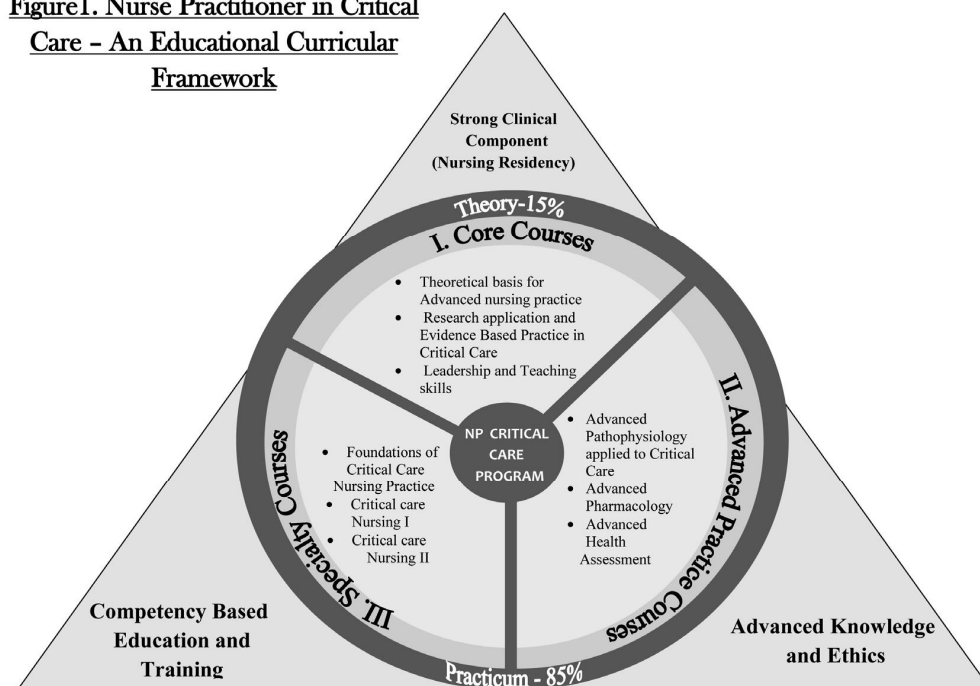 Figure1. Nurse Practitioner in Critical
Care – An Educational Curricular
Framework
Strong Clinical
Component
(Nursing Residency)
Theory-15%
I. Core Courses
• Theoretical basis for
Advanced nursing practice
• Research application and
Evidence Based Practice in
Critical Care
• Leadership and Teaching
skills
NP CRITICAL
CARE
PROGRAM
II. Advanced Practice Courses
• Advanced
Pathophysiology
applied to Critical
Care
• Advanced
Pharmacology
• Advanced
Health
Assessment
III. Specialty Courses
• Foundations of
Critical Care
Nursing Practice
• Critical care
Nursing I
• Critical care
Nursing II
Practicum - 85%
Competency Based
Education and
Training
Advanced Knowledge
and Ethics